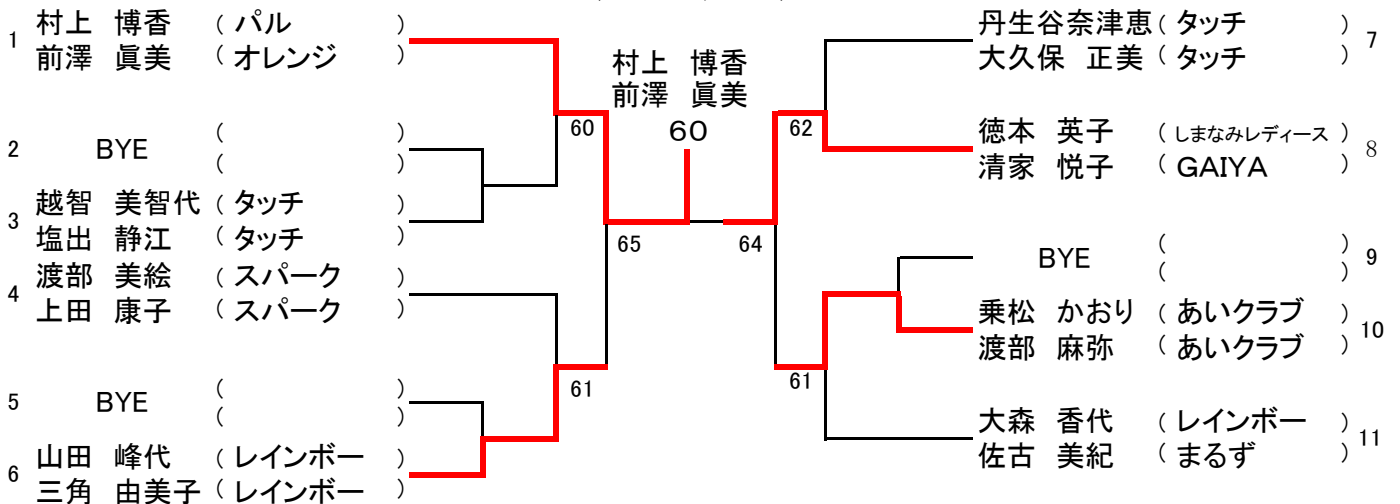 1 村上 博香 ( パル )
前澤 眞美 ( オレンジ )
2 BYE ( )
( )
3 越智 美智代 ( タッチ )
塩出 静江 ( タッチ )
4 渡部 美絵 ( スパーク )
上田 康子 ( スパーク )
5 BYE ( )
( )
6 山田 峰代 ( レインボー )
三角 由美子 ( レインボー )
60
61
65
村上 博香
前澤 眞美
60
64
62
61
丹生谷奈津恵 ( タッチ ) 7
大久保 正美 ( タッチ )
徳本 英子 ( しまなみレディース ) 8
清家 悦子 ( GAIYA )
BYE ( ) 9
( )
乗松 かおり ( あいクラブ ) 10
渡部 麻弥 ( あいクラブ )
大森 香代 ( レインボー ) 11
佐古 美紀 ( まるず )